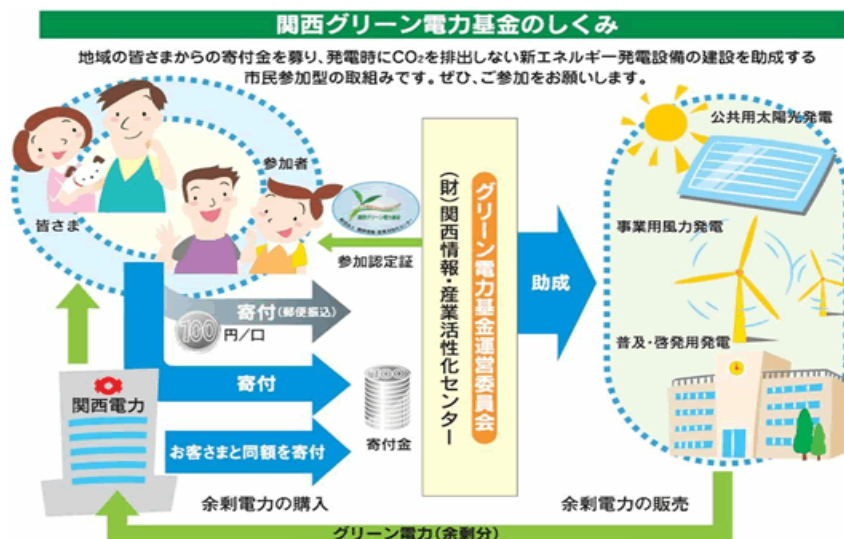 関西グリーン電力基金のしくみ
地域の皆さまからの寄付金を募り、発電時にCO₂を排出しない新エネルギー発電設備の建設を助成する
市民参加型の取組みです。ぜひ、ご参加をお願いします。
皆さま
参加者
参加認定証
寄付(郵便振込)
100円/口
寄付
関西電力
お客さまと同額を寄付
寄付金
グリーン電力基金運営委員会
(財)関西情報・産業活性化センター
助成
公共用太陽光発電
事業用風力発電
普及・啓発用発電
余剰電力の購入
余剰電力の販売
グリーン電力(余剰分)